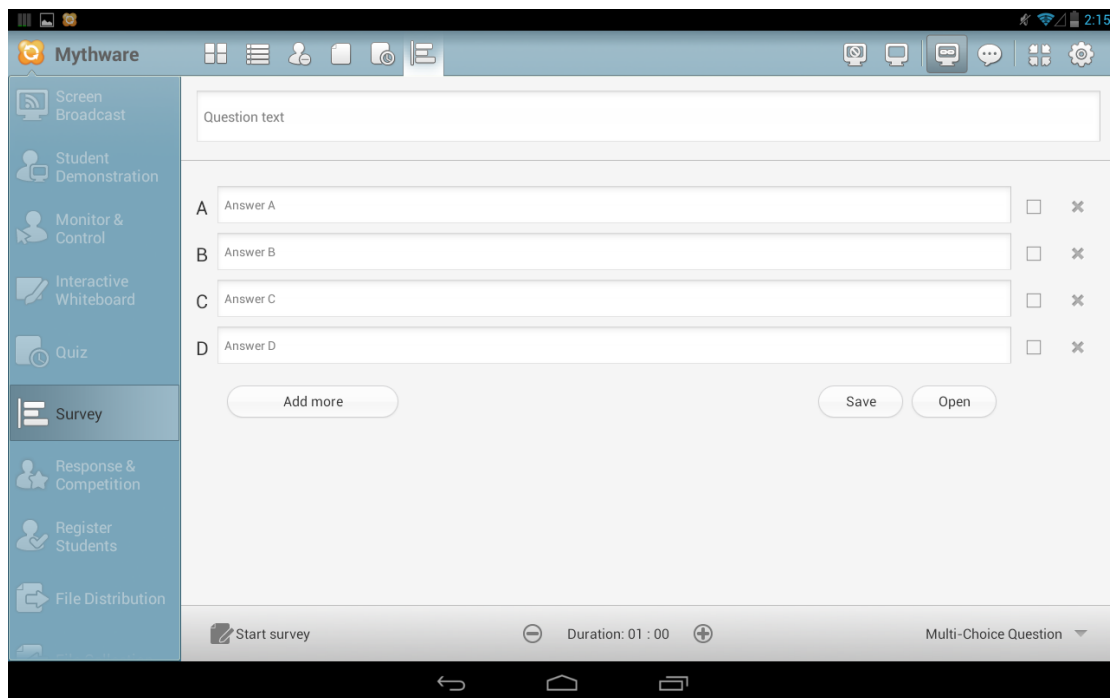 2:15
Mythware
Screen
Broadcast
Student
Demonstration
Monitor &
Control
Interactive
Whiteboard
Quiz
Survey
Response &
Competition
Register
Students
File Distribution
Question text
A Answer A
B Answer B
C Answer C
D Answer D
Add more Save Open
Start survey Duration: 01 : 00 Multi-Choice Question